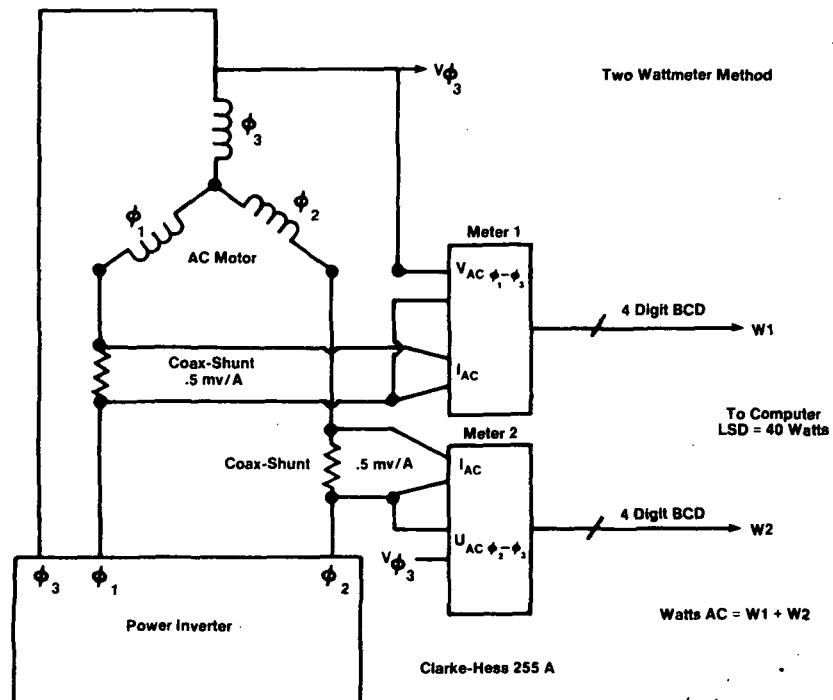 Vϕ3
Two Wattmeter Method
ϕ3
ϕ1
ϕ2
AC Motor
Meter 1
VAC ϕ1–ϕ3
4 Digit BCD
W1
Coax-Shunt
.5 mv/A
IAC
To Computer
LSD = 40 Watts
Meter 2
Coax-Shunt
.5 mv/A
IAC
4 Digit BCD
W2
UAC ϕ2–ϕ3
Vϕ3
ϕ3
ϕ1
ϕ2
Watts AC = W1 + W2
Power Inverter
Clarke-Hess 255 A